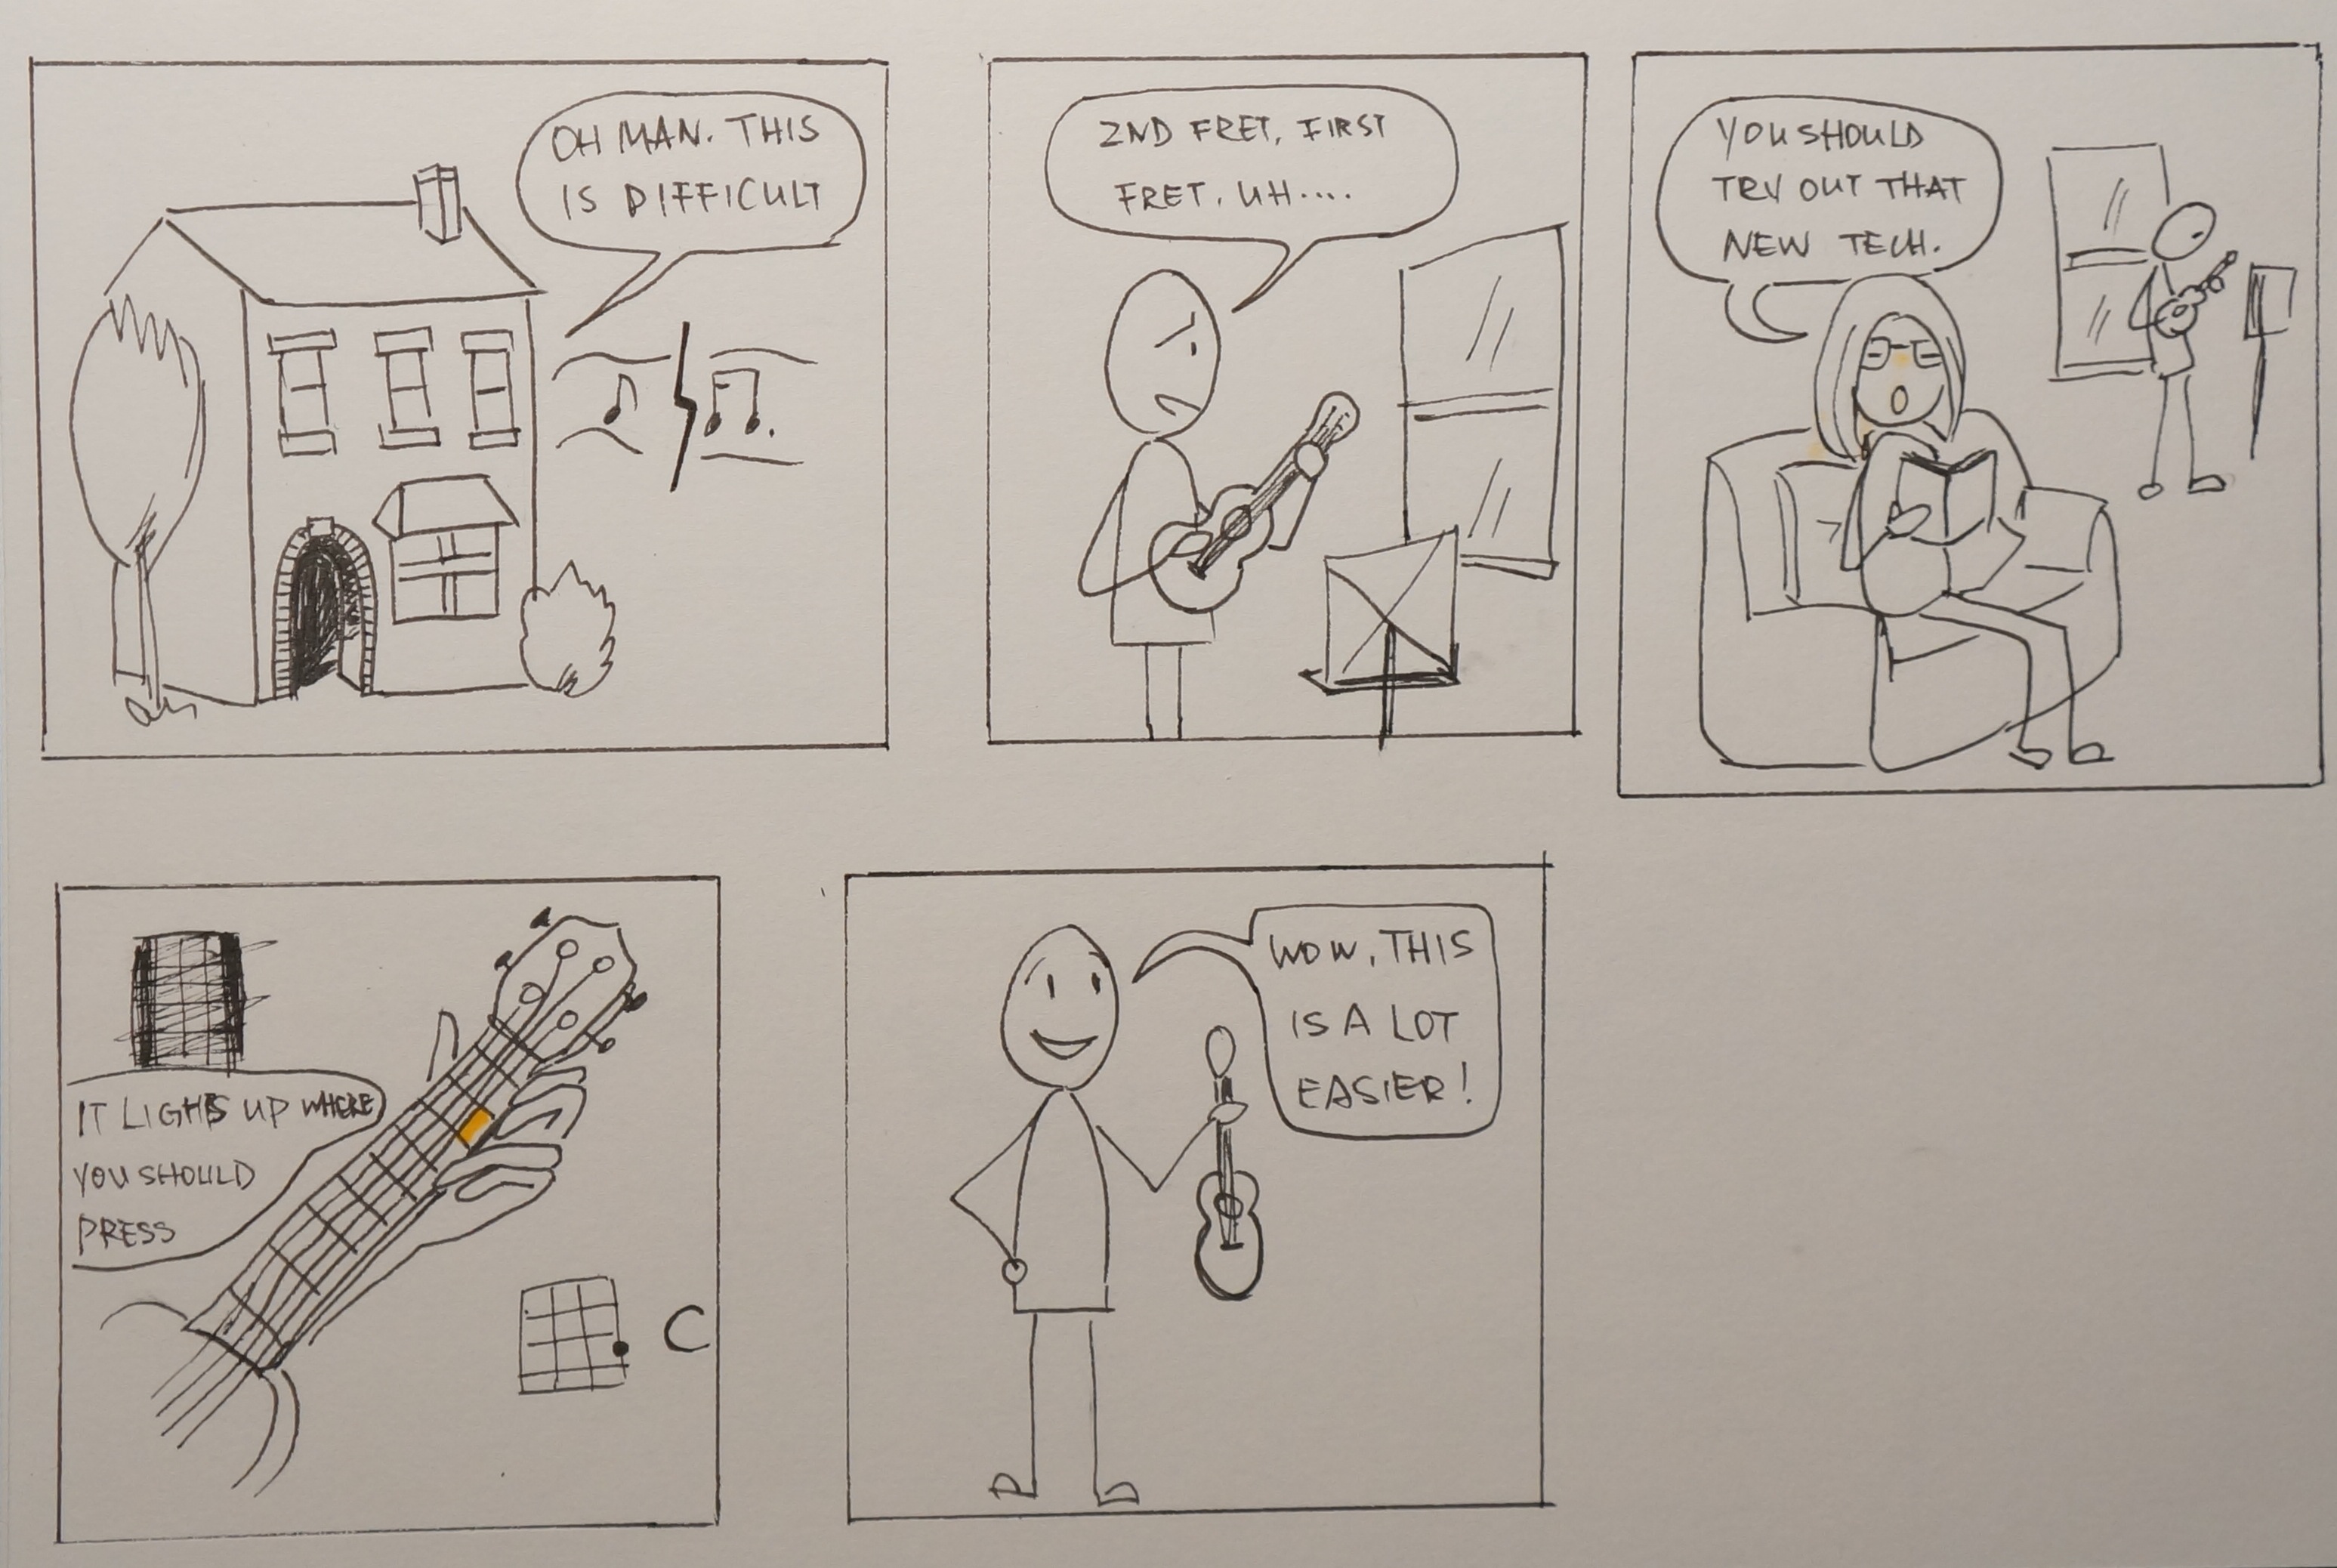 OH MAN. THIS
IS DIFFICULT
2ND FRET, FIRST
FRET, UH....
YOU SHOULD
TRY OUT THAT
NEW TECH.
IT LIGHTS UP WHERE
YOU SHOULD
PRESS
C
WOW, THIS
IS A LOT
EASIER!